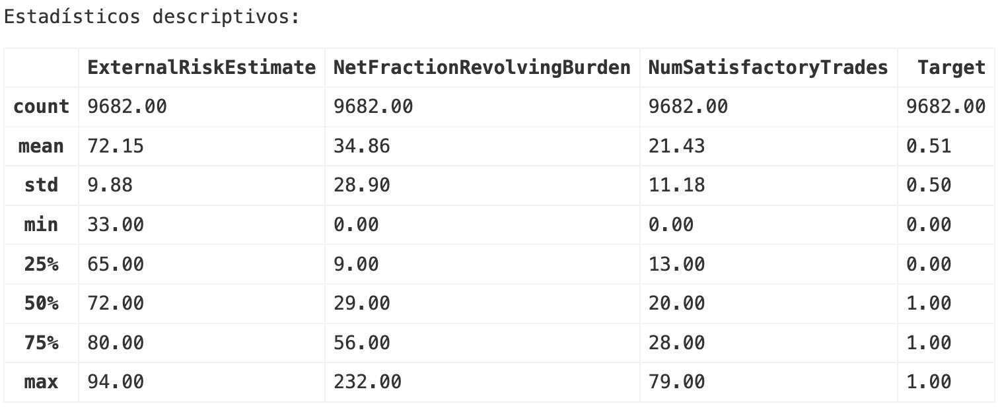 Estadísticos descriptivos:
ExternalRiskEstimate NetFractionRevolvingBurden NumSatisfactoryTrades Target
count 9682.00 9682.00 9682.00 9682.00
mean 72.15 34.86 21.43 0.51
std 9.88 28.90 11.18 0.50
min 33.00 0.00 0.00 0.00
25% 65.00 9.00 13.00 0.00
50% 72.00 29.00 20.00 1.00
75% 80.00 56.00 28.00 1.00
max 94.00 232.00 79.00 1.00